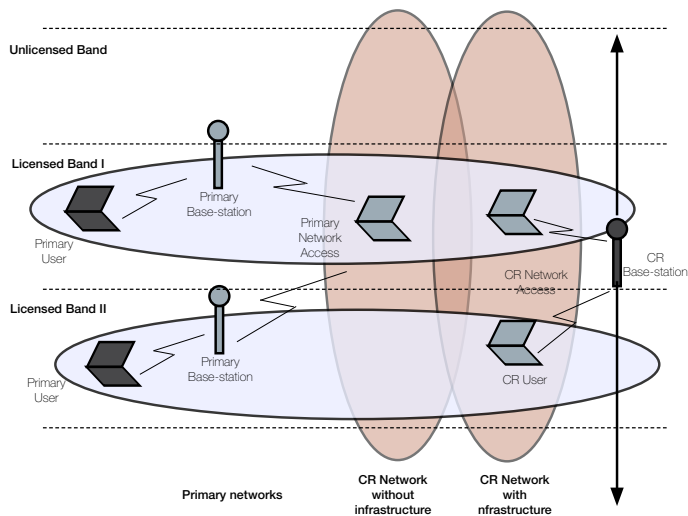 Unlicensed Band
Licensed Band I
Primary
Base-station
Primary
User
Primary
Network
Access
CR Network
Access
CR
Base-station
Licensed Band II
Primary
Base-station
Primary
User
CR User
Primary networks
CR Network
without
infrastructure
CR Network
with
nfrastructure